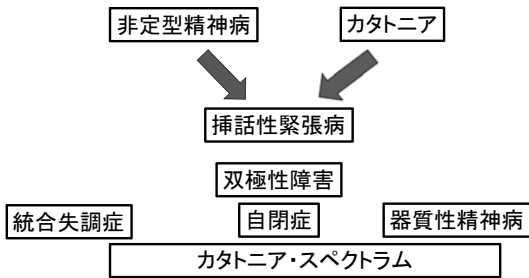 非定型精神病
カタトニア
挿話性緊張病
双極性障害
統合失調症
自閉症
器質性精神病
カタトニア・スペクトラム